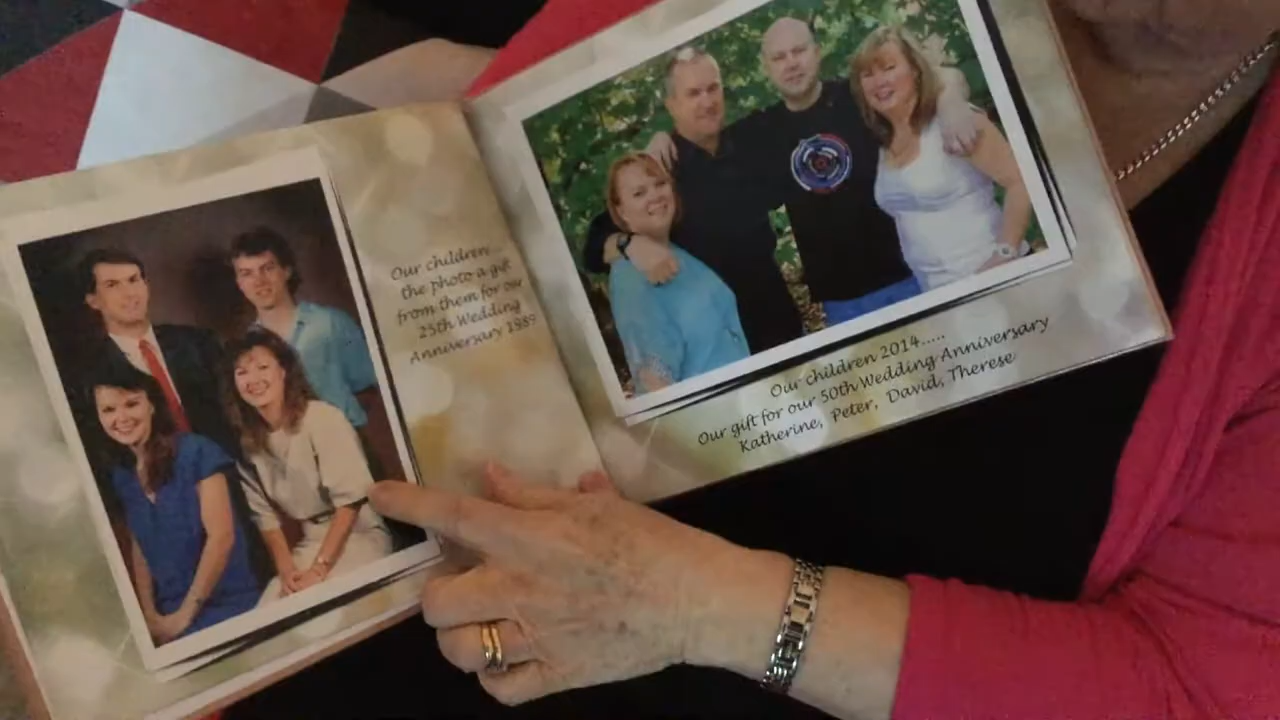 Our children...
the photo a gift
from them for our
25th Wedding
Anniversary 1989
Our children 2014.....
Our gift for our 50th Wedding Anniversary
Katherine, Peter, David, Therese